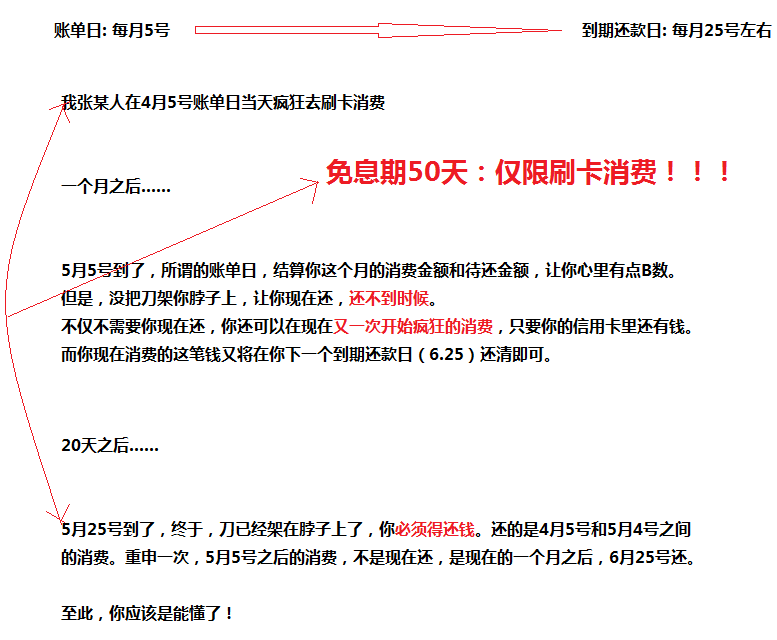 账单日: 每月5号
到期还款日: 每月25号左右
我张某人在4月5号账单日当天疯狂去刷卡消费
免息期50天：仅限刷卡消费！！！
一个月之后......
5月5号到了，所谓的账单日，结算你这个月的消费金额和待还金额，让你心里有点B数。
但是，没把刀架你脖子上，让你现在还，还不到时候。
不仅不需要你现在还，你还可以在现在又一次开始疯狂的消费，只要你的信用卡里还有钱。
而你现在消费的这笔钱又将在你下一个到期还款日（6.25）还清即可。
20天之后......
5月25号到了，终于，刀已经架在脖子上了，你必须得还钱。还的是4月5号和5月4号之间
的消费。重申一次，5月5号之后的消费，不是现在还，是现在的一个月之后，6月25号还。
至此，你应该是能懂了！